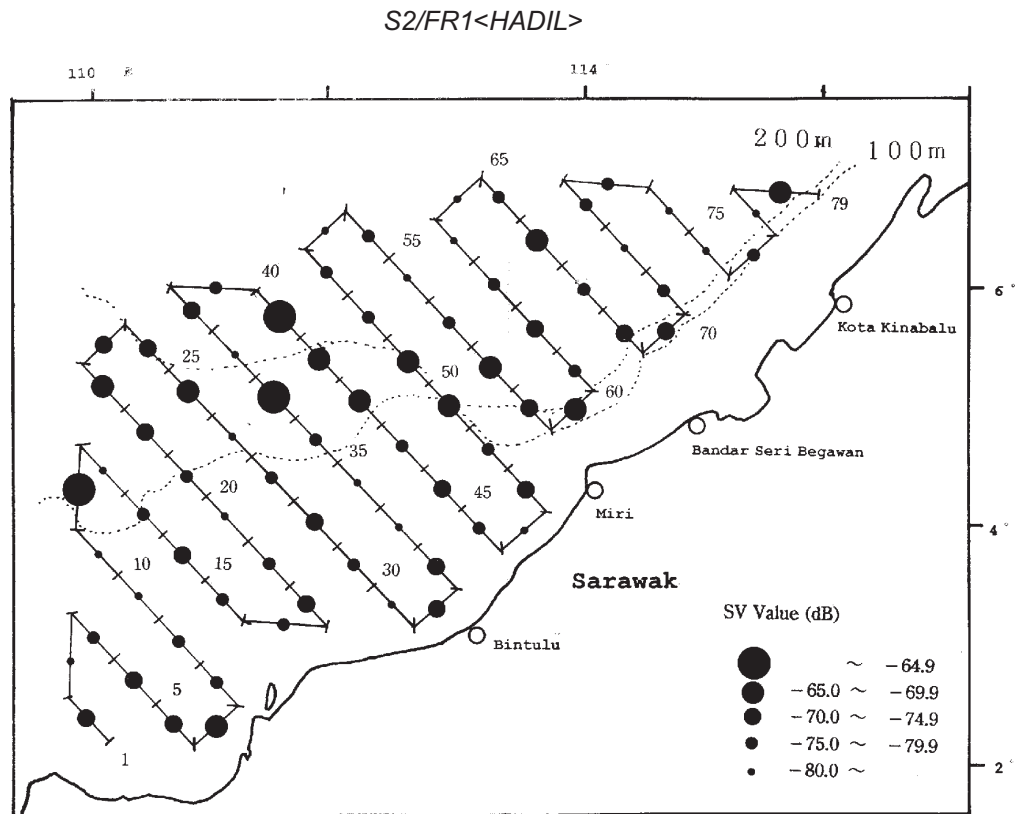 S2/FR1<HADIL>
110
114
200m
100m
65
79
75
55
40
6°
70
Kota Kinabalu
25
50
60
Bandar Seri Begawan
35
20
45
Miri
4°
10
15
30
Sarawak
SV Value (dB)
Bintulu
～ -64.9
5
-65.0 ～ -69.9
-70.0 ～ -74.9
-75.0 ～ -79.9
1
-80.0 ～
2°